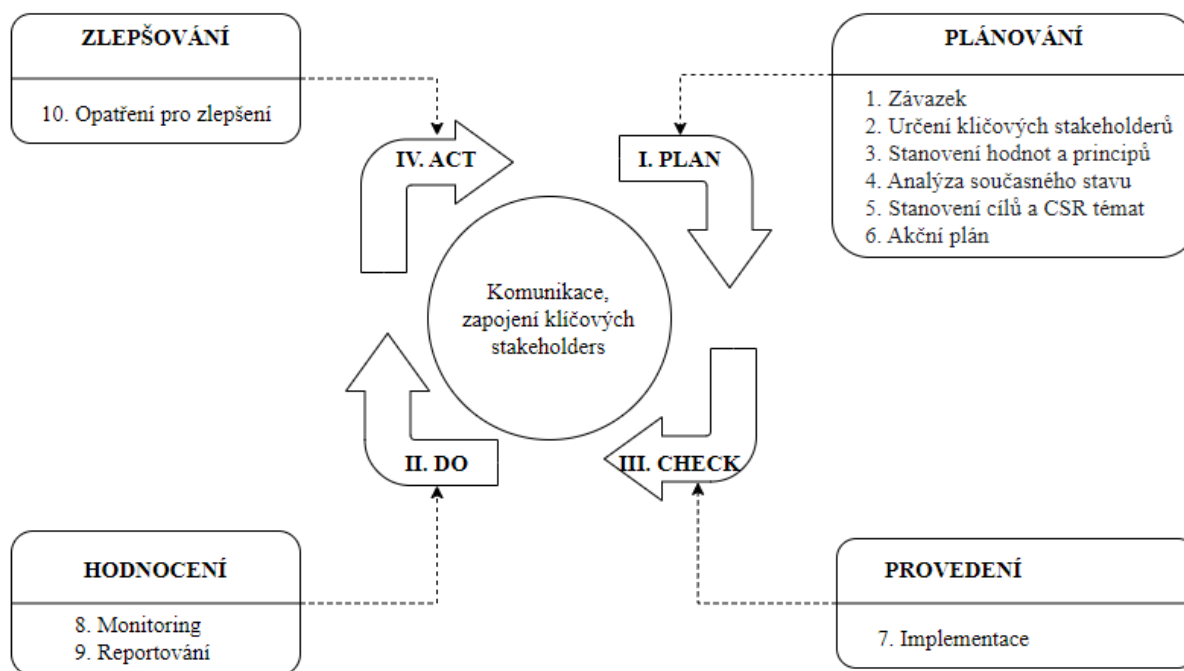 ZLEPŠOVÁNÍ
10. Opatření pro zlepšení
PLÁNOVÁNÍ
1. Závazek
2. Určení klíčových stakeholderů
3. Stanovení hodnot a principů
4. Analýza současného stavu
5. Stanovení cílů a CSR témat
6. Akční plán
IV. ACT
I. PLAN
Komunikace,
zapojení klíčových
stakeholders
II. DO
III. CHECK
HODNOCENÍ
8. Monitoring
9. Reportování
PROVEDENÍ
7. Implementace